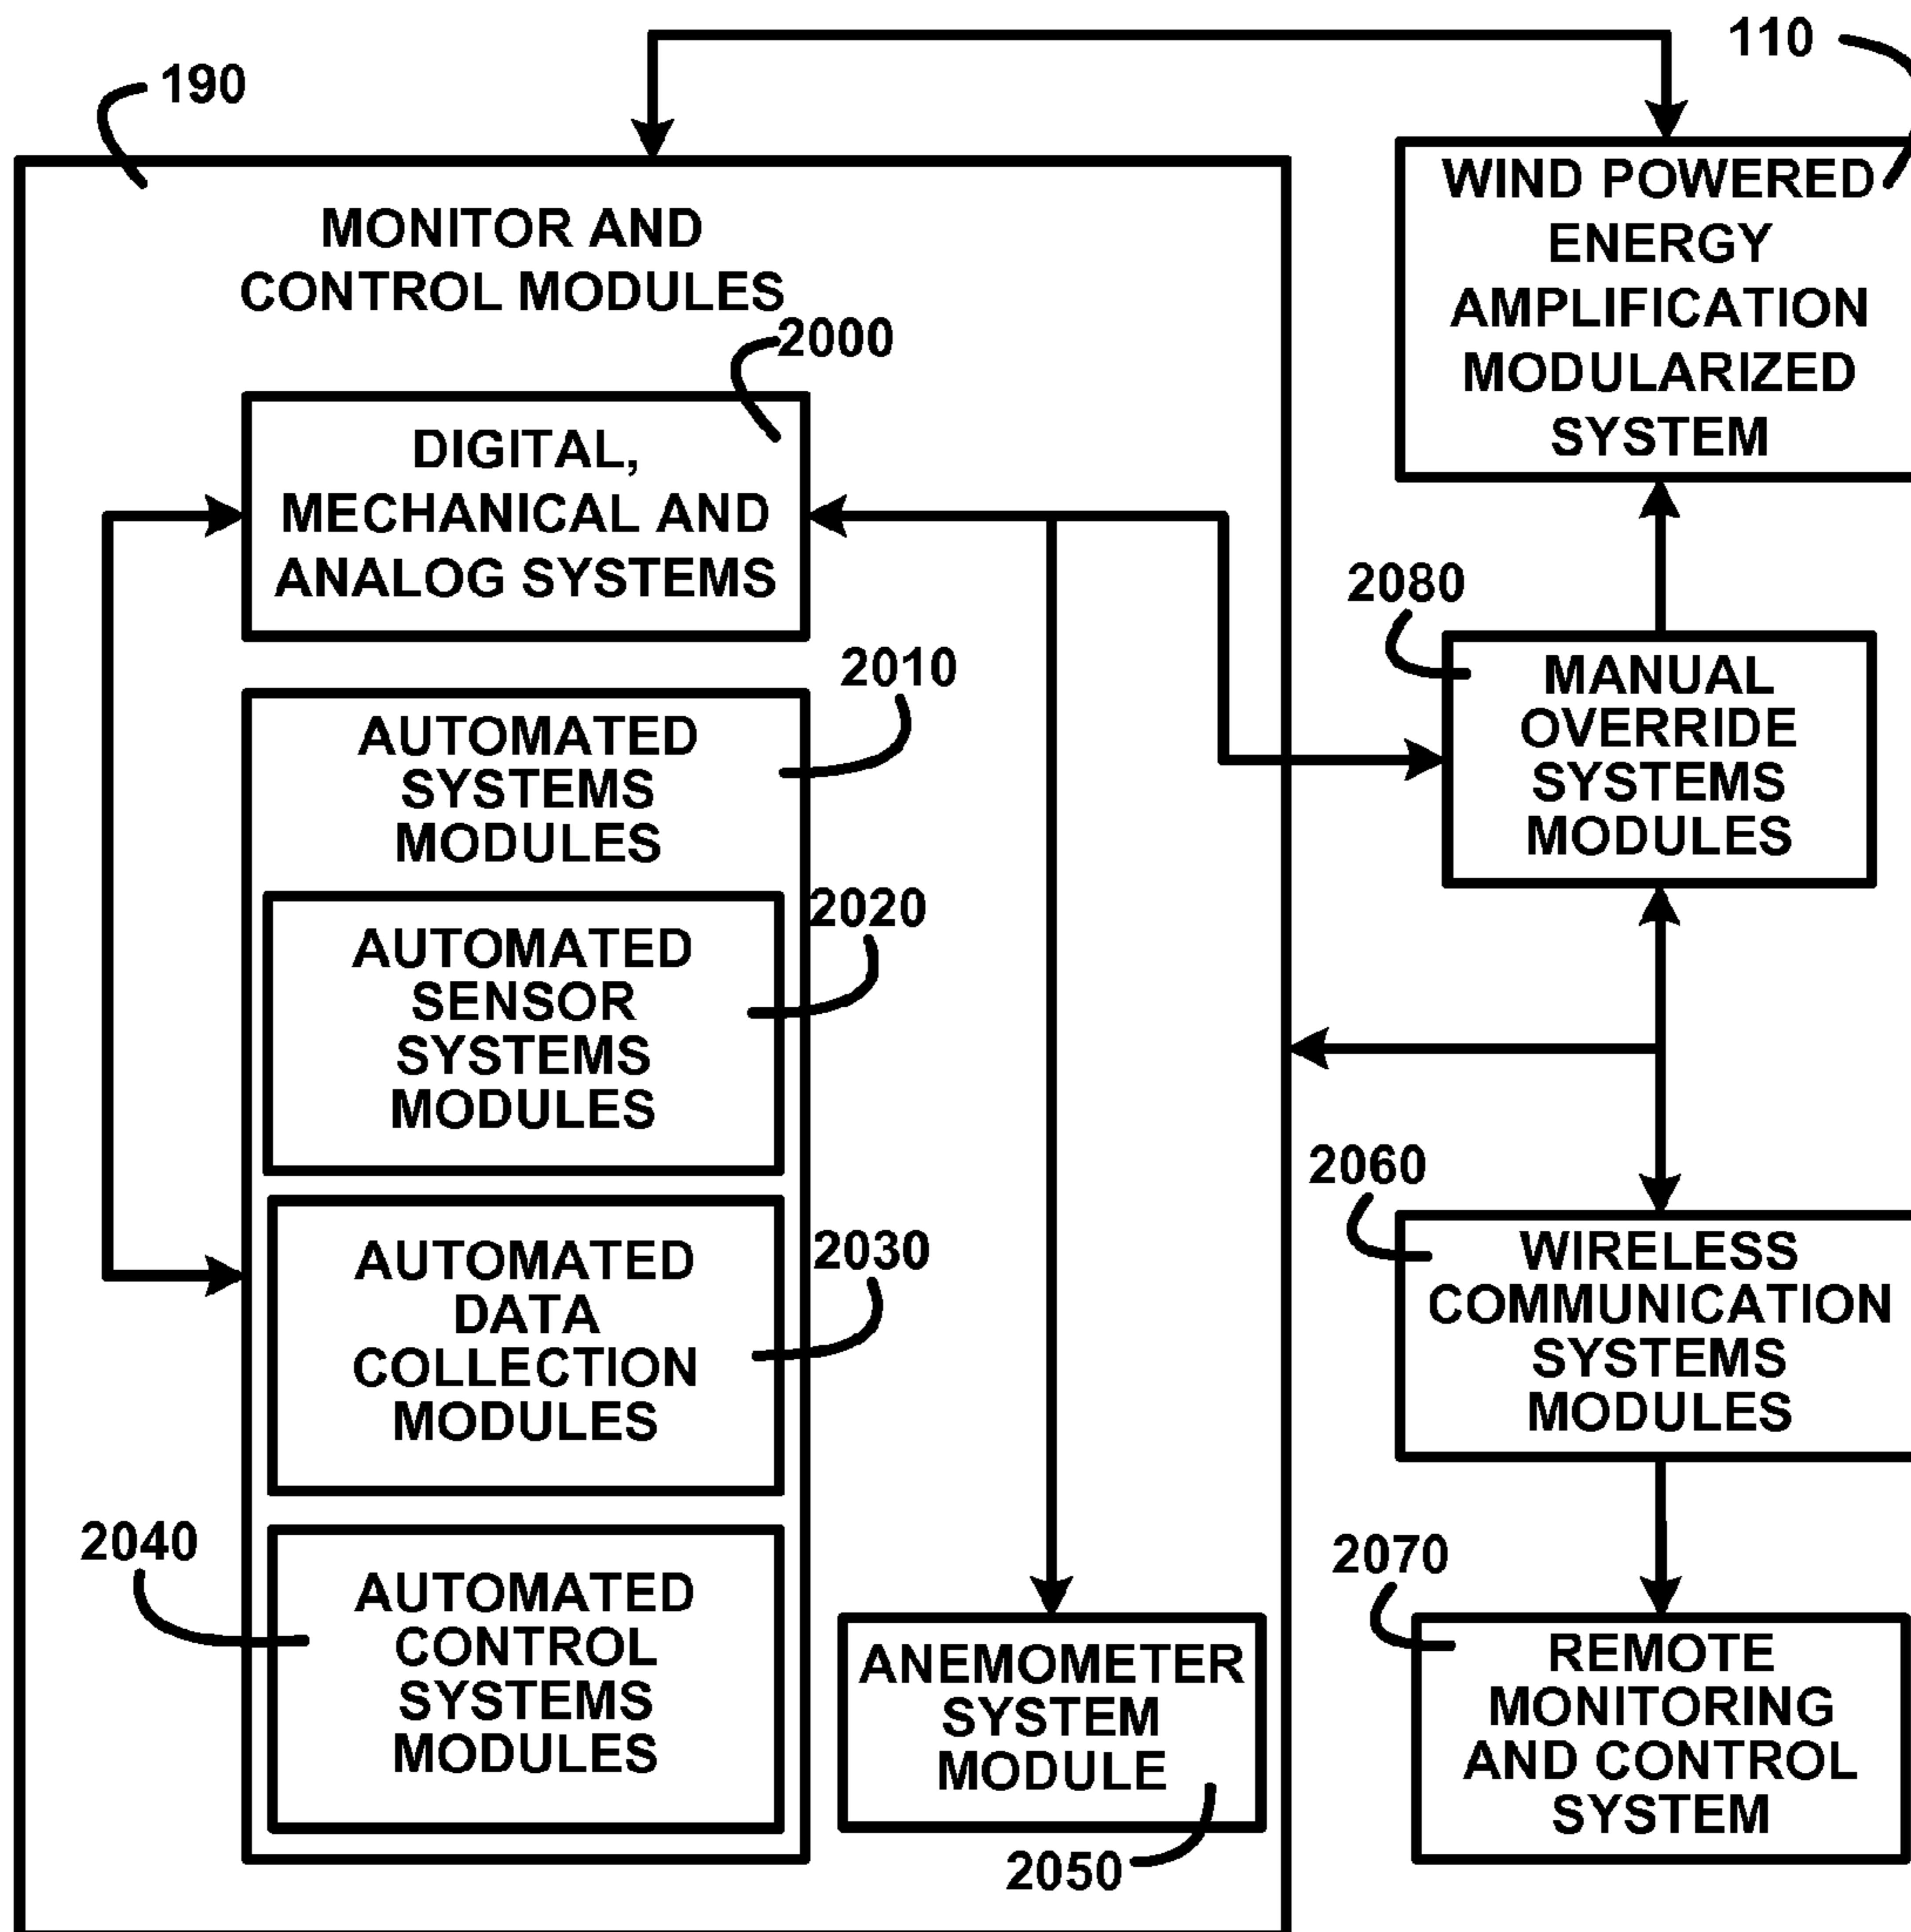 190
110
MONITOR AND
CONTROL MODULES
2000
DIGITAL,
MECHANICAL AND
ANALOG SYSTEMS
2010
AUTOMATED
SYSTEMS
MODULES
2020
AUTOMATED
SENSOR
SYSTEMS
MODULES
2030
AUTOMATED
DATA
COLLECTION
MODULES
2040
AUTOMATED
CONTROL
SYSTEMS
MODULES
ANEMOMETER
SYSTEM
MODULE
2050
WIND POWERED
ENERGY
AMPLIFICATION
MODULARIZED
SYSTEM
2080
MANUAL
OVERRIDE
SYSTEMS
MODULES
2060
WIRELESS
COMMUNICATION
SYSTEMS
MODULES
2070
REMOTE
MONITORING
AND CONTROL
SYSTEM